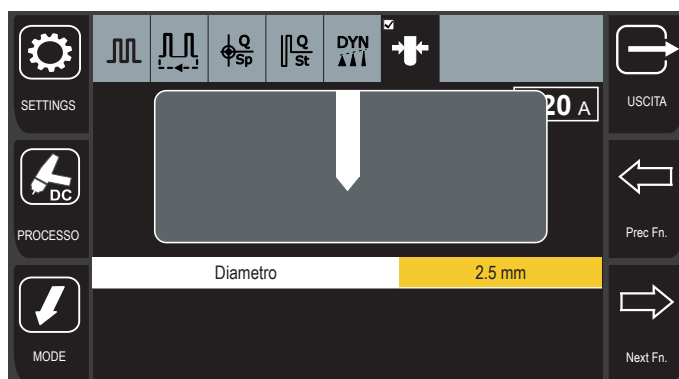 SETTINGS
Q
Sp
Q
St
DYN
USCITA
20 A
DC
PROCESSO
Prec Fn.
Diametro 2.5 mm
MODE
Next Fn.